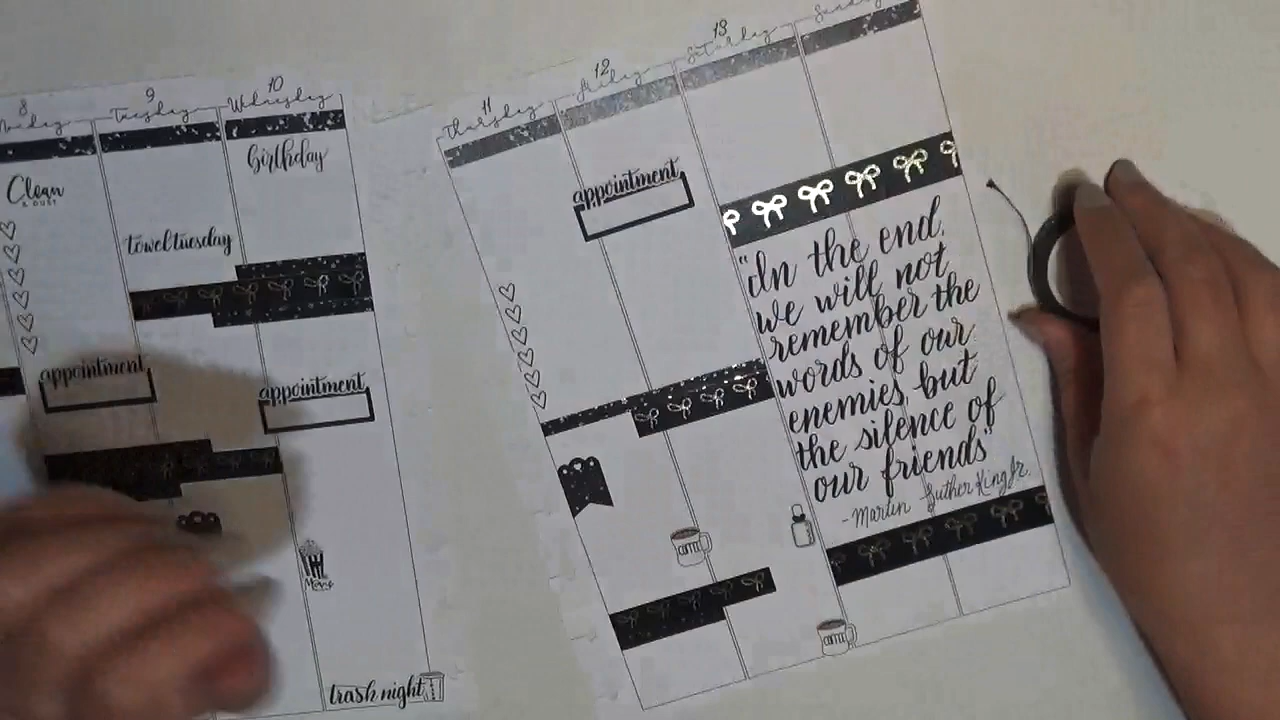 8
9
10
Monday
Tuesday
Wednesday
Clean
& DUST
towel tuesday
Birthday
appointment
appointment
Movie
trash night
11
12
13
Thursday
Friday
Saturday
Sunday
appointment
"In the end,
we will not
remember the
words of our
enemies, but
the silence of
our friends"
- Martin Luther King Jr.